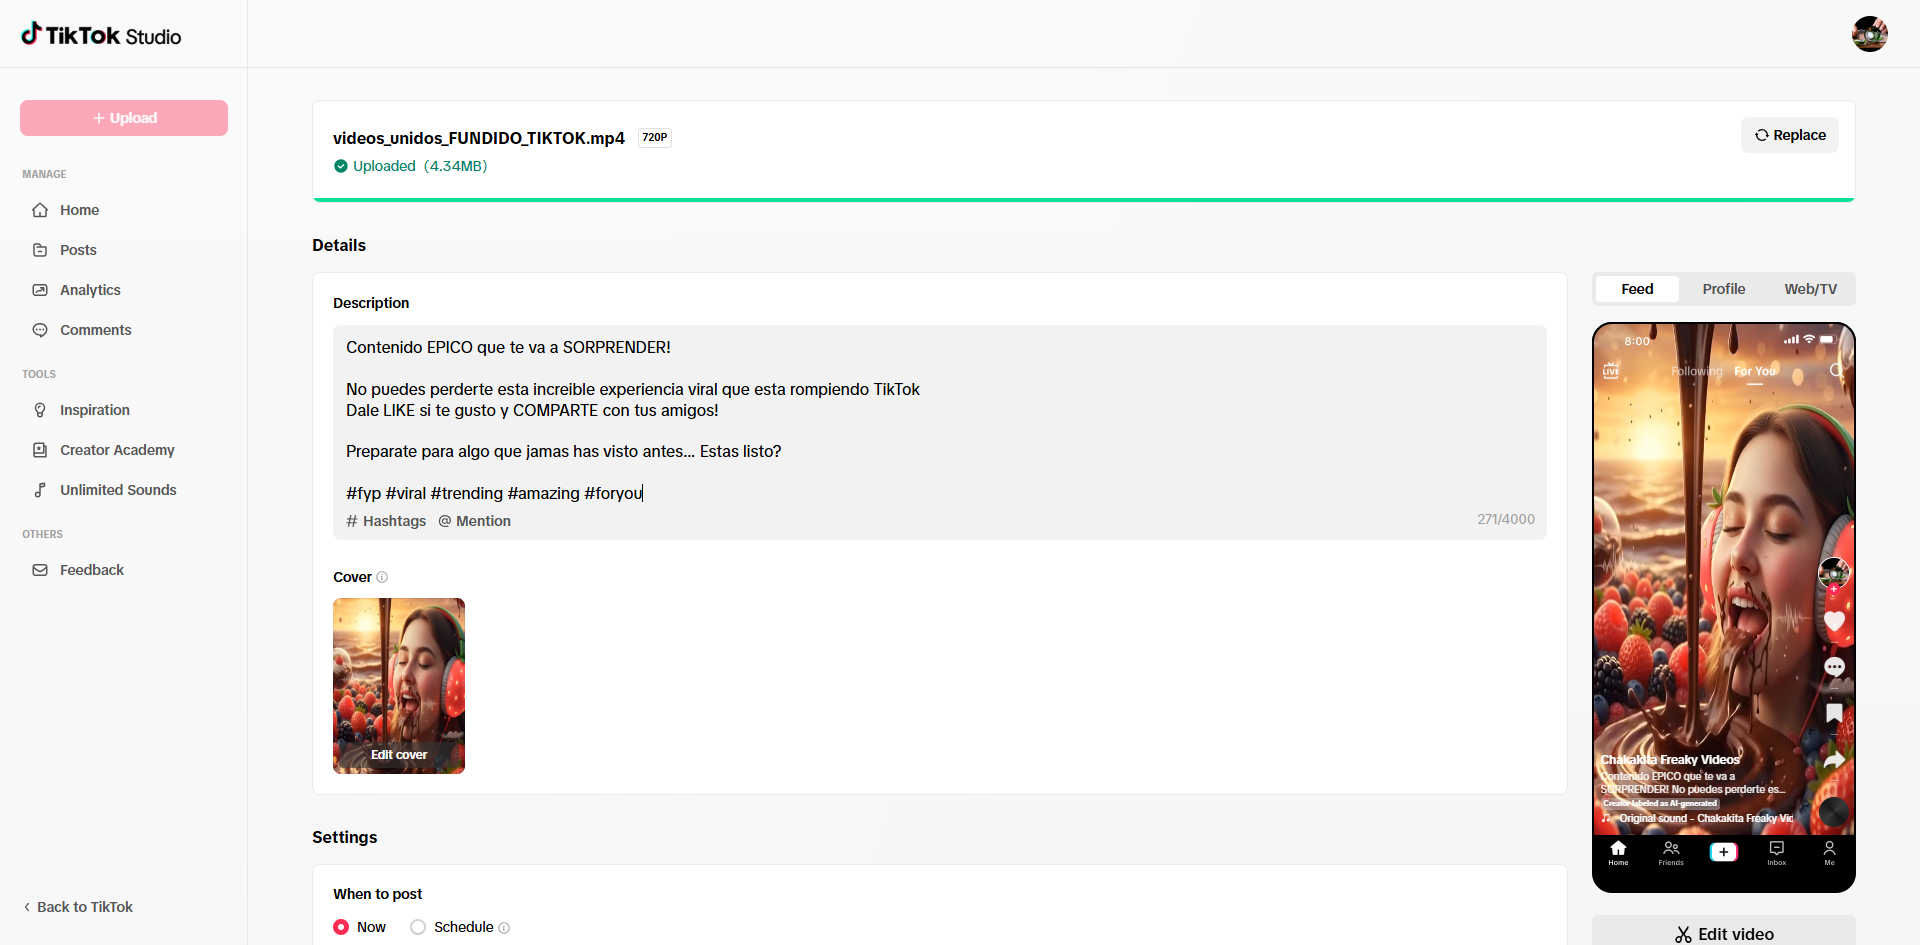 TikTok Studio
+ Upload
MANAGE
Home
Posts
Analytics
Comments
TOOLS
Inspiration
Creator Academy
Unlimited Sounds
OTHERS
Feedback
Back to TikTok
videos_unidos_FUNDIDO_TIKTOK.mp4 720P
Uploaded (4.34MB)
Replace
Details
Description
Contenido EPICO que te va a SORPRENDER!
No puedes perderte esta increible experiencia viral que esta rompiendo TikTok
Dale LIKE si te gusto y COMPARTE con tus amigos!
Preparate para algo que jamas has visto antes... Estas listo?
#fyp #viral #trending #amazing #foryou
# Hashtags @ Mention
271/4000
Cover
Edit cover
Settings
When to post
Now Schedule
Feed Profile Web/TV
8:00
LIVE Following For You
Chakakita Freaky Videos
Contenido EPICO que te va a
SORPRENDER! No puedes perderte es...
Creator labeled as AI-generated
Original sound - Chakakita Freaky Vid
Home Friends Inbox Me
Edit video